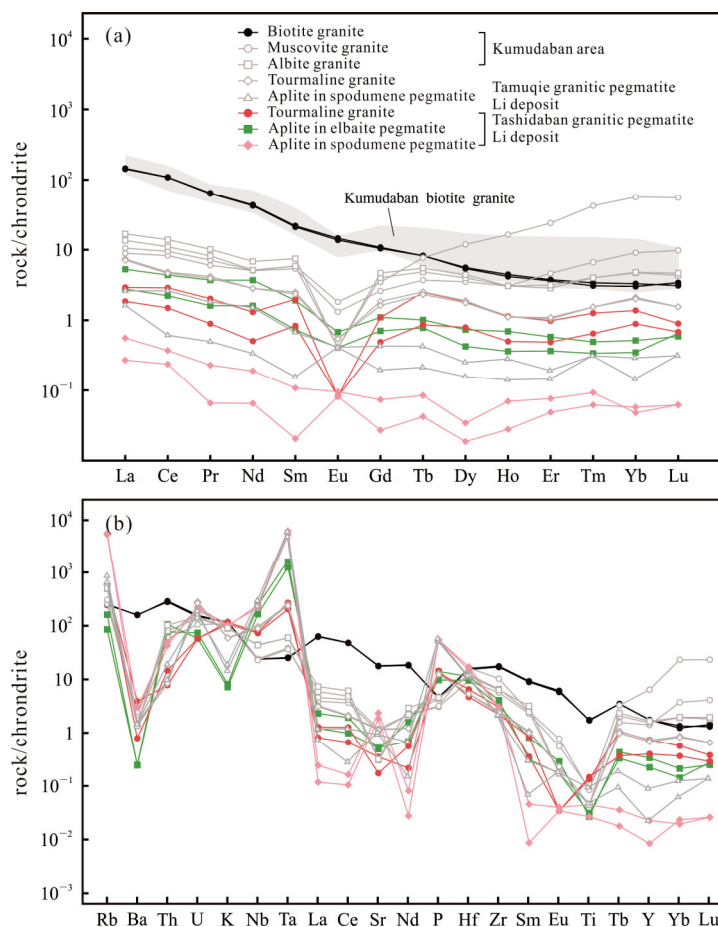 (a)
10⁴
10³
10²
10
1
10⁻¹
rock/chrondrite
Biotite granite
Muscovite granite
Albite granite
Tourmaline granite
Aplite in spodumene pegmatite
Tourmaline granite
Aplite in elbaite pegmatite
Aplite in spodumene pegmatite
Kumudaban area
Tamuqie granitic pegmatite
Li deposit
Tashidaban granitic pegmatite
Li deposit
Kumudaban biotite granite
La Ce Pr Nd Sm Eu Gd Tb Dy Ho Er Tm Yb Lu
(b)
10⁴
10³
10²
10
1
10⁻¹
10⁻²
10⁻³
rock/chrondrite
Rb Ba Th U K Nb Ta La Ce Sr Nd P Hf Zr Sm Eu Ti Tb Y Yb Lu